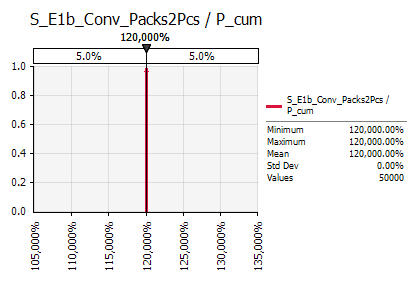 S_E1b_Conv_Packs2Pcs / P_cum
120,000%
5.0% 5.0%
1.0
0.8
0.6
0.4
0.2
0.0
105,000%
110,000%
115,000%
120,000%
125,000%
130,000%
135,000%
S_E1b_Conv_Packs2Pcs /
P_cum
Minimum 120,000.00%
Maximum 120,000.00%
Mean 120,000.00%
Std Dev 0.00%
Values 50000